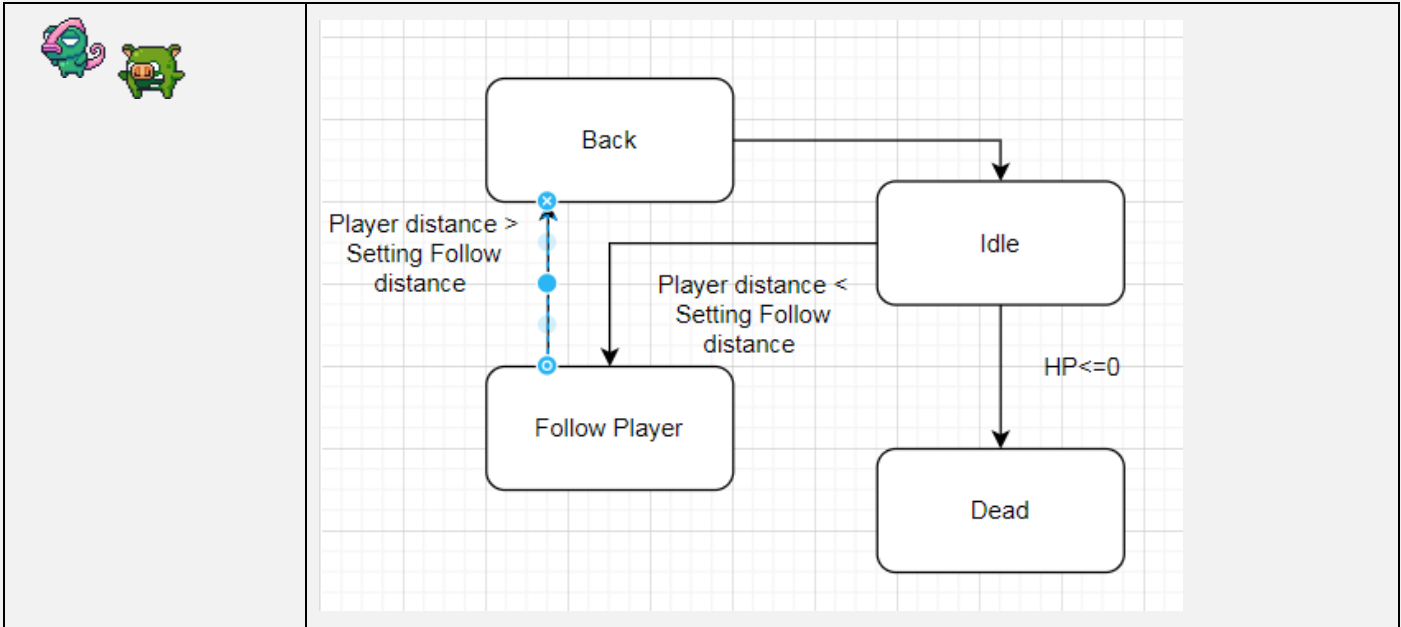 Back
Idle
Player distance >
Setting Follow
distance
Player distance <
Setting Follow
distance
HP<=0
Follow Player
Dead